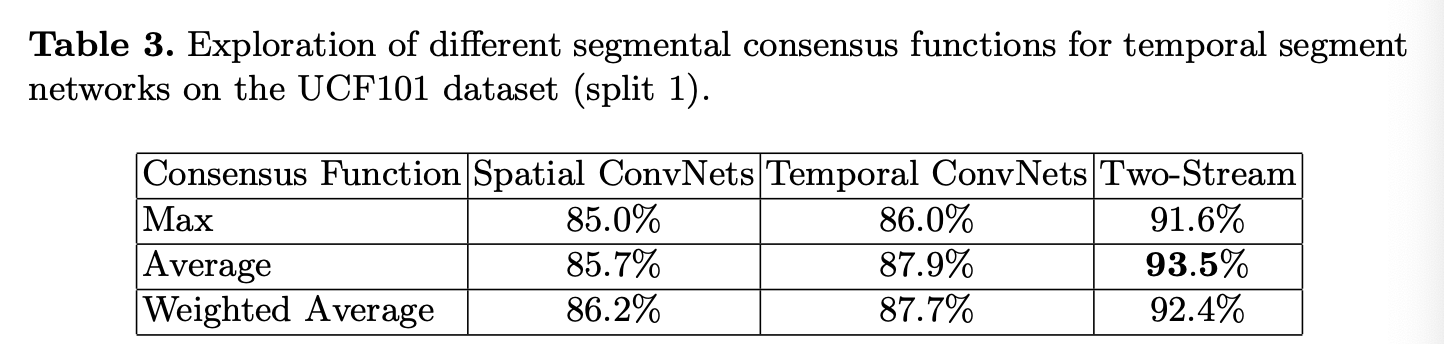 Table 3. Exploration of different segmental consensus functions for temporal segment
networks on the UCF101 dataset (split 1).
Consensus Function Spatial ConvNets Temporal ConvNets Two-Stream
Max 85.0% 86.0% 91.6%
Average 85.7% 87.9% 93.5%
Weighted Average 86.2% 87.7% 92.4%